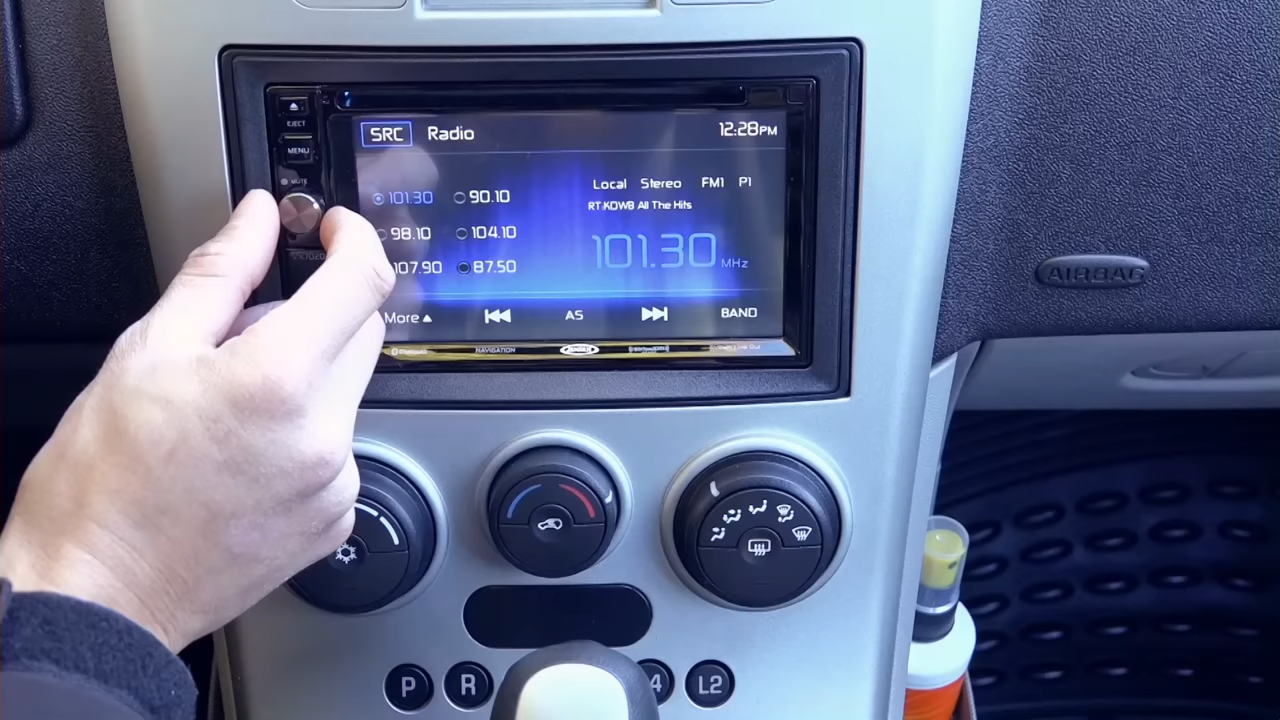 EJECT
MENU
MUTE
SRC Radio 12:28PM
101.30 90.10
Local Stereo FM1 P1
RT KDWB All The Hits
98.10 104.10
101.30 MHz
107.90 87.50
More AS BAND
NAVIGATION
AIRBAG
P R 4 L2